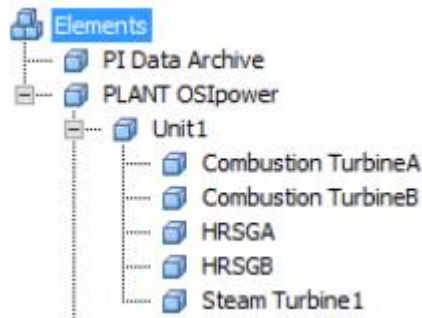 Elements
PI Data Archive
PLANT OSIpower
Unit1
Combustion TurbineA
Combustion TurbineB
HRSGA
HRSGB
Steam Turbine1